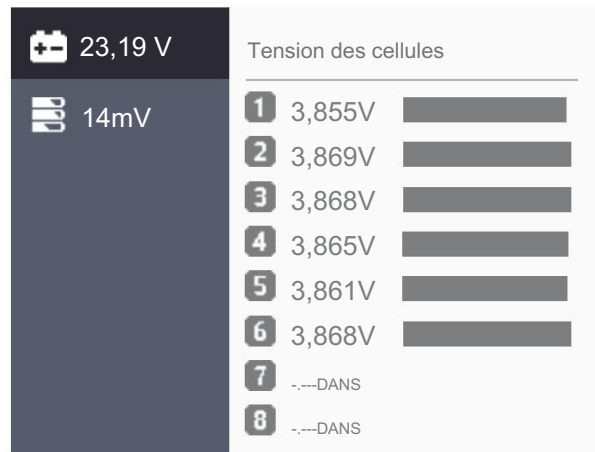 23,19 V
14mV
Tension des cellules
1 3,855V
2 3,869V
3 3,868V
4 3,865V
5 3,861V
6 3,868V
7 -.---DANS
8 -.---DANS